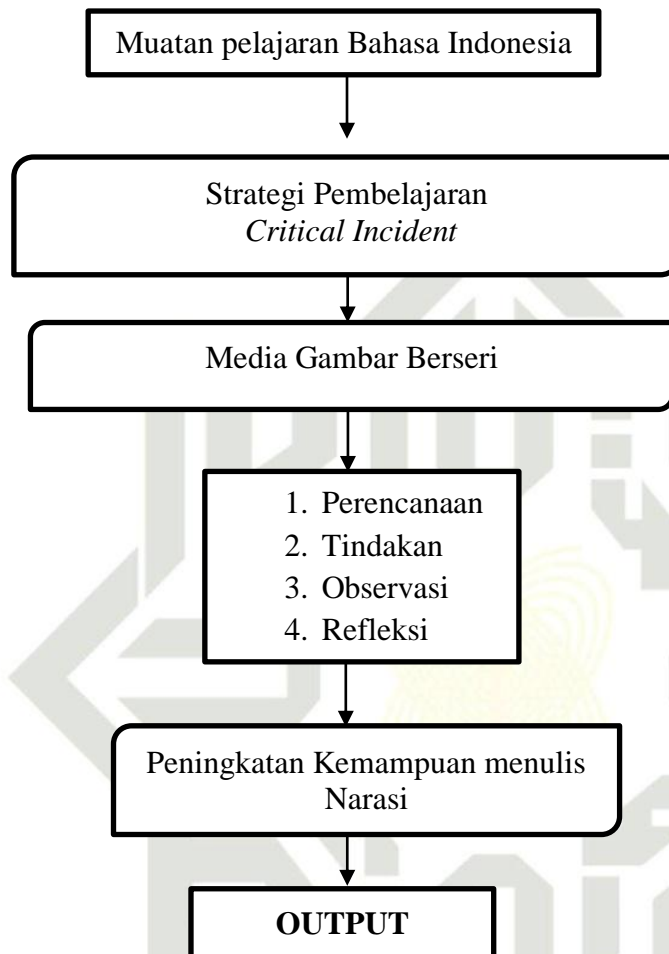 Muatan pelajaran Bahasa Indonesia
Strategi Pembelajaran
Critical Incident
Media Gambar Berseri
1. Perencanaan
2. Tindakan
3. Observasi
4. Refleksi
Peningkatan Kemampuan menulis
Narasi
OUTPUT